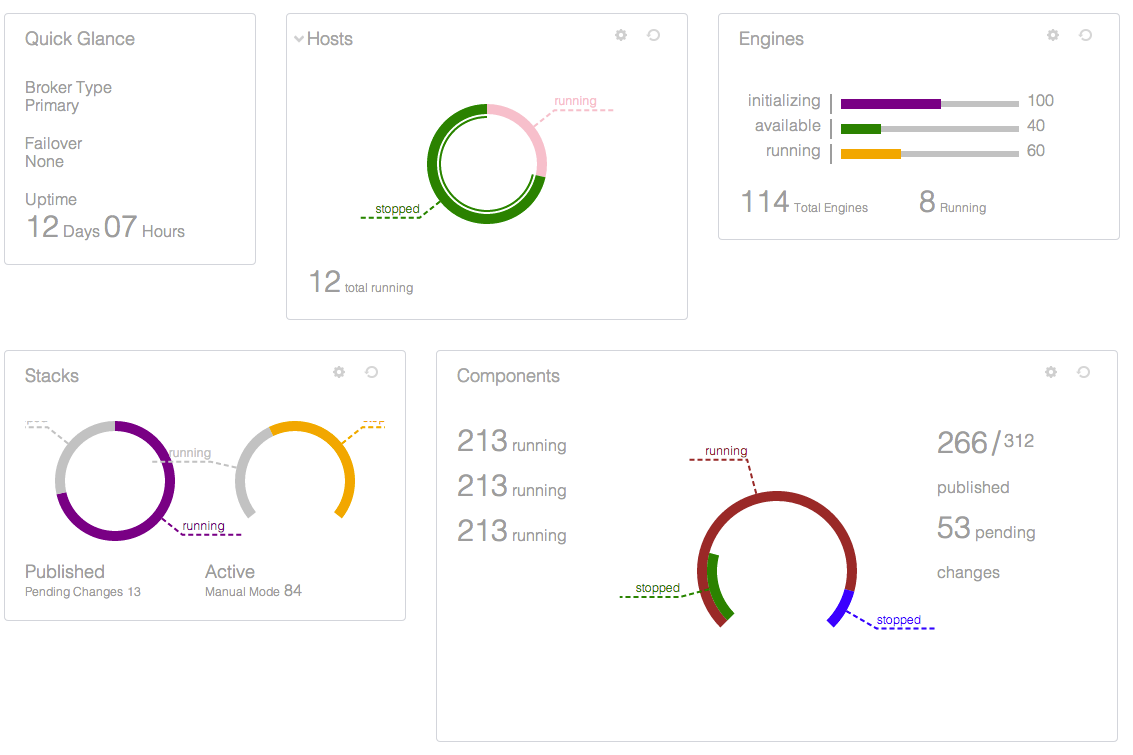 Quick Glance
Broker Type
Primary
Failover
None
Uptime
12 Days 07 Hours
Hosts
running
stopped
12 total running
Engines
initializing 100
available 40
running 60
114 Total Engines 8 Running
Stacks
running
running
Published
Pending Changes 13
Active
Manual Mode 84
Components
213 running
213 running
213 running
running
stopped
stopped
266/312
published
53 pending
changes